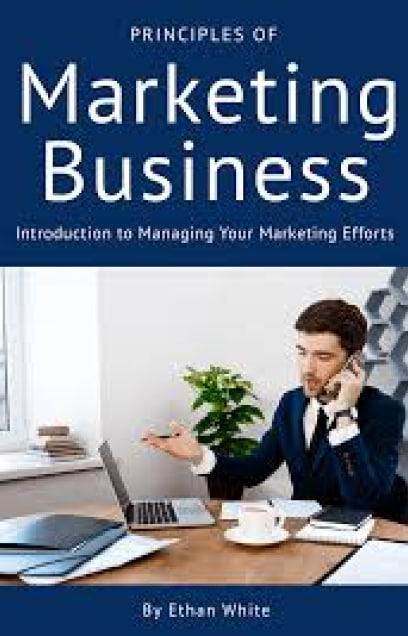 PRINCIPLES OF
Marketing
Business
Introduction to Managing Your Marketing Efforts
By Ethan White